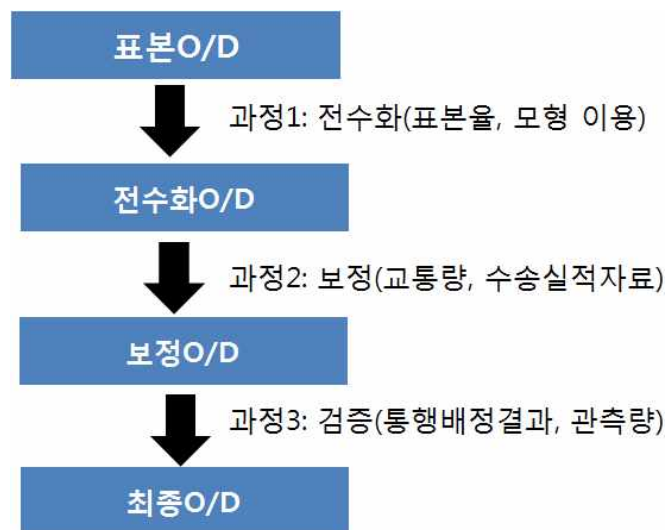 표본O/D
과정1: 전수화(표본율, 모형 이용)
전수화O/D
과정2: 보정(교통량, 수송실적자료)
보정O/D
과정3: 검증(통행배정결과, 관측량)
최종O/D